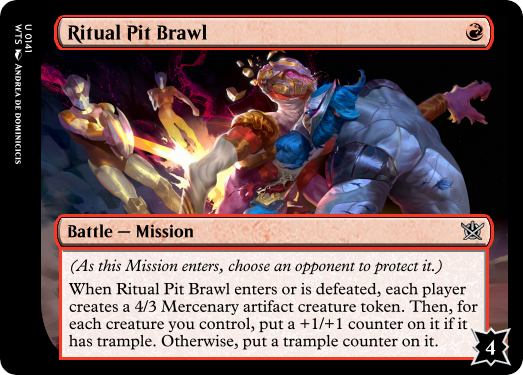 Ritual Pit Brawl
U 0141
WTS ANDREA DE DOMINICIS
Battle — Mission
(As this Mission enters, choose an opponent to protect it.)
When Ritual Pit Brawl enters or is defeated, each player
creates a 4/3 Mercenary artifact creature token. Then, for
each creature you control, put a +1/+1 counter on it if it
has trample. Otherwise, put a trample counter on it.
4